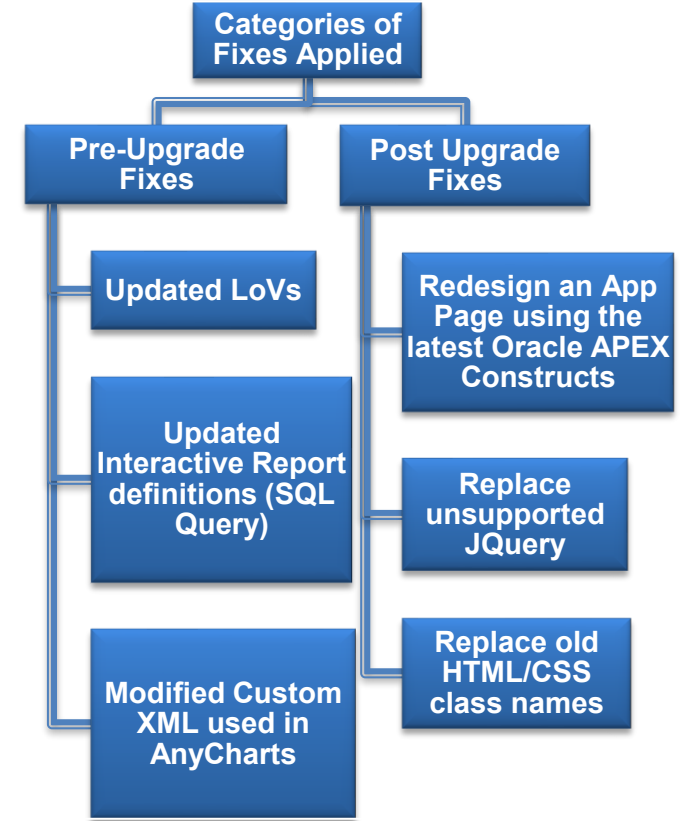 Categories of
Fixes Applied
Pre-Upgrade
Fixes
Updated LoVs
Updated
Interactive Report
definitions (SQL
Query)
Modified Custom
XML used in
AnyCharts
Post Upgrade
Fixes
Redesign an App
Page using the
latest Oracle APEX
Constructs
Replace
unsupported
JQuery
Replace old
HTML/CSS
class names